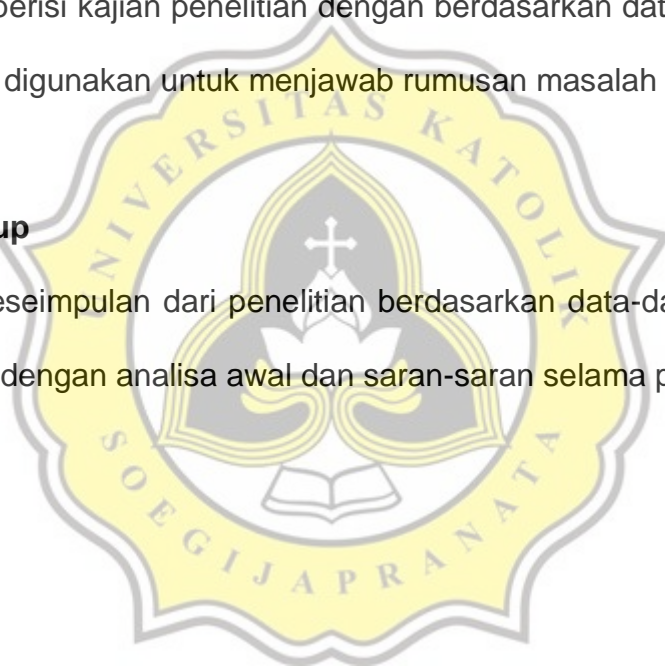 berisi kajian penelitian dengan berdasarkan dat
digunakan untuk menjawab rumusan masalah
up
eseimpulan dari penelitian berdasarkan data-da
dengan analisa awal dan saran-saran selama p
UNIVERSITAS KATOLIK
SOEGIJAPRANATA